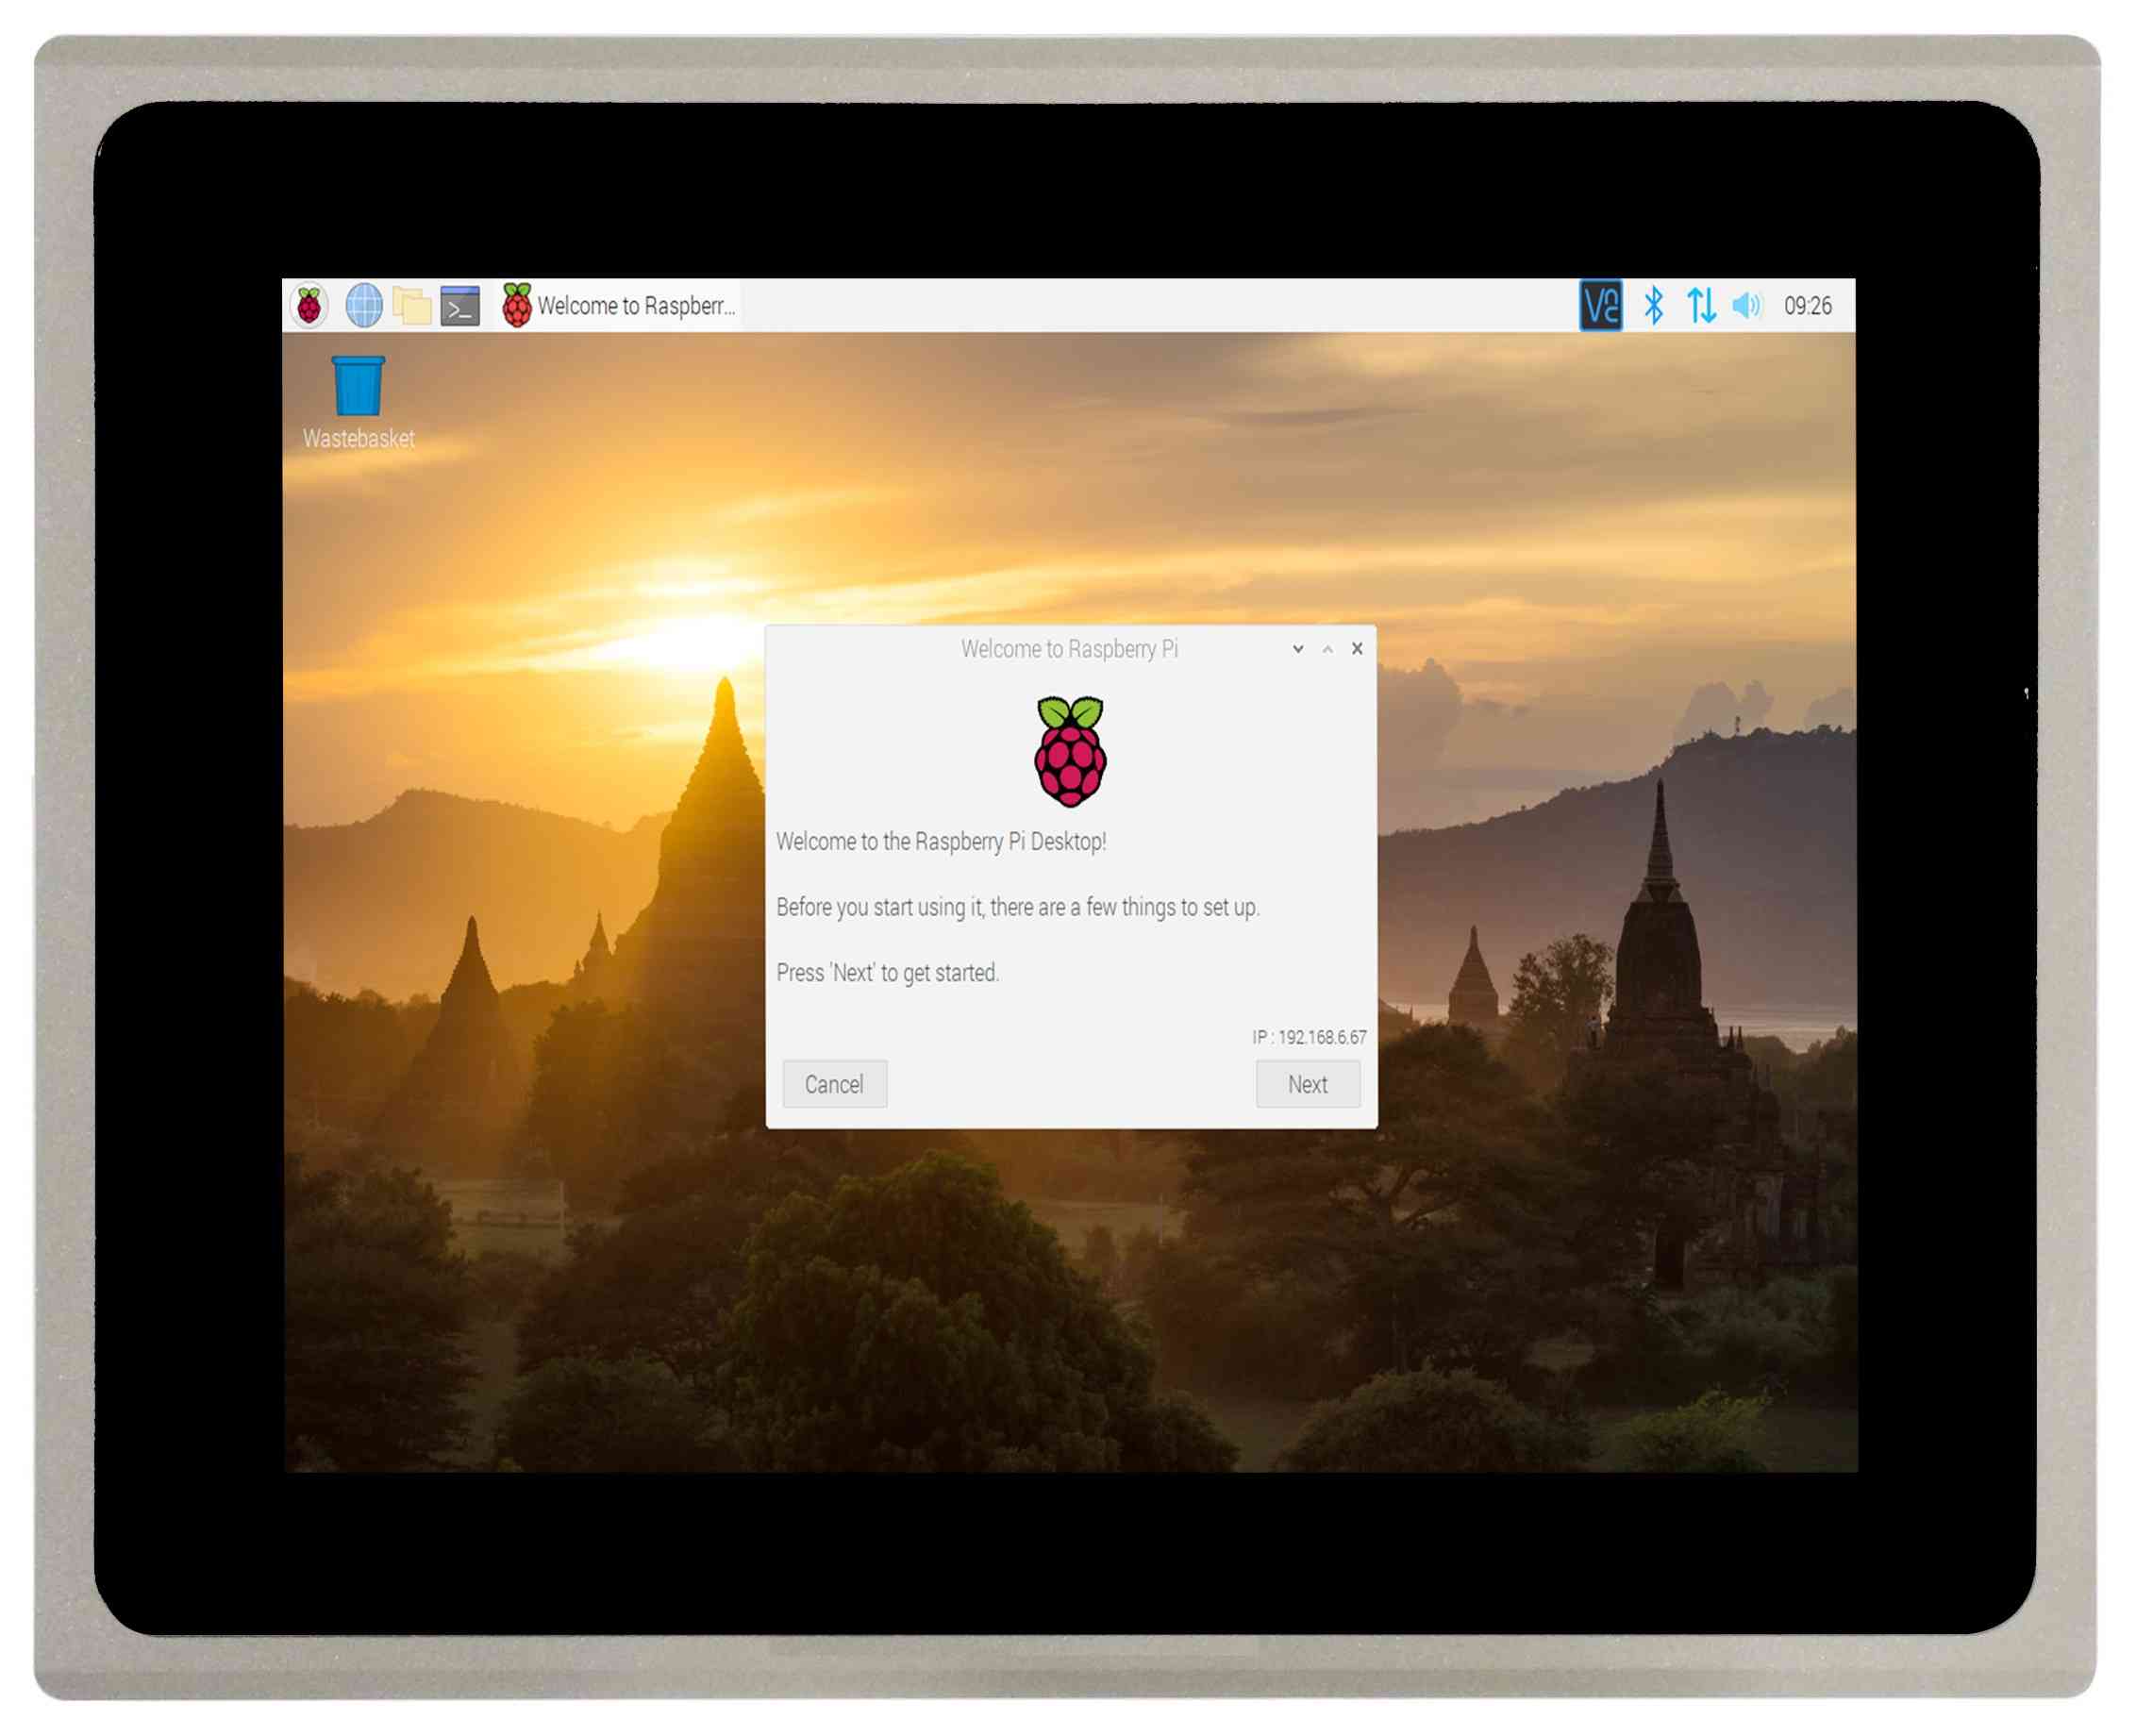 Welcome to Raspberr... 09:26
Wastebasket
Welcome to Raspberry Pi
Welcome to the Raspberry Pi Desktop!
Before you start using it, there are a few things to set up.
Press 'Next' to get started.
IP : 192.168.6.67
Cancel Next